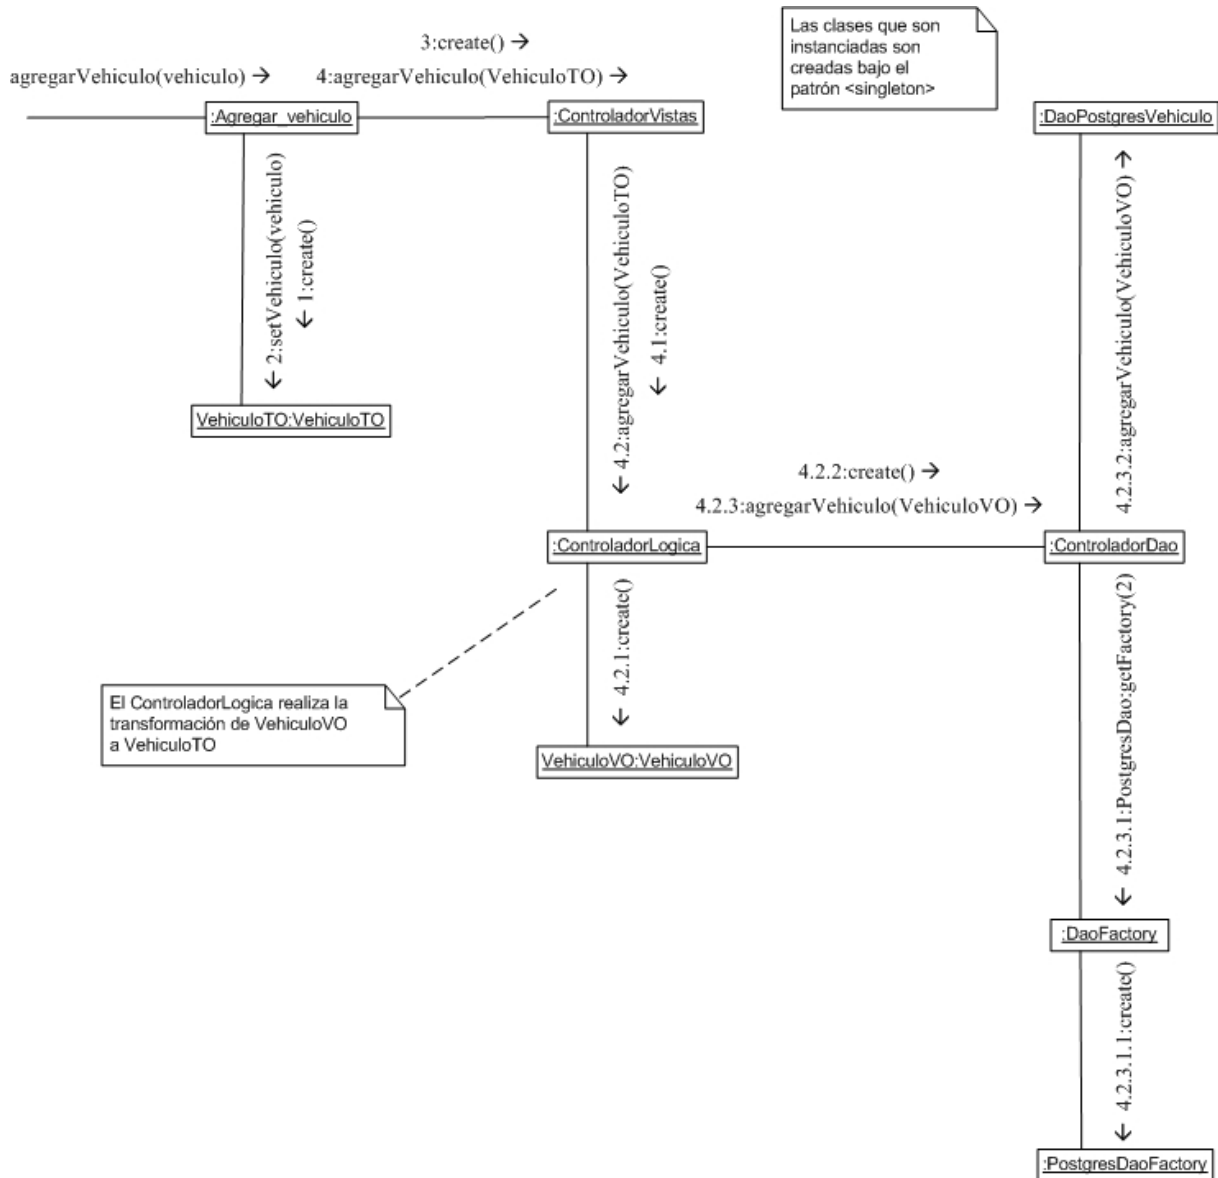 3:create() →
agregarVehiculo(vehiculo) →
4:agregarVehiculo(VehiculoTO) →
Las clases que son
instanciadas son
creadas bajo el
patrón <singleton>
:Agregar_vehiculo
:ControladorVistas
:DaoPostgresVehiculo
← 2:setVehiculo(vehiculo)
← 1:create()
← 4.2:agregarVehiculo(VehiculoTO)
← 4.1:create()
4.2.3.2:agregarVehiculo(VehiculoVO) →
VehiculoTO:VehiculoTO
4.2.2:create() →
4.2.3:agregarVehiculo(VehiculoVO) →
:ControladorLogica
:ControladorDao
← 4.2.1:create()
← 4.2.3.1:PostgresDao:getFactory(2)
El ControladorLogica realiza la
transformación de VehiculoVO
a VehiculoTO
VehiculoVO:VehiculoVO
:DaoFactory
← 4.2.3.1.1:create()
:PostgresDaoFactory